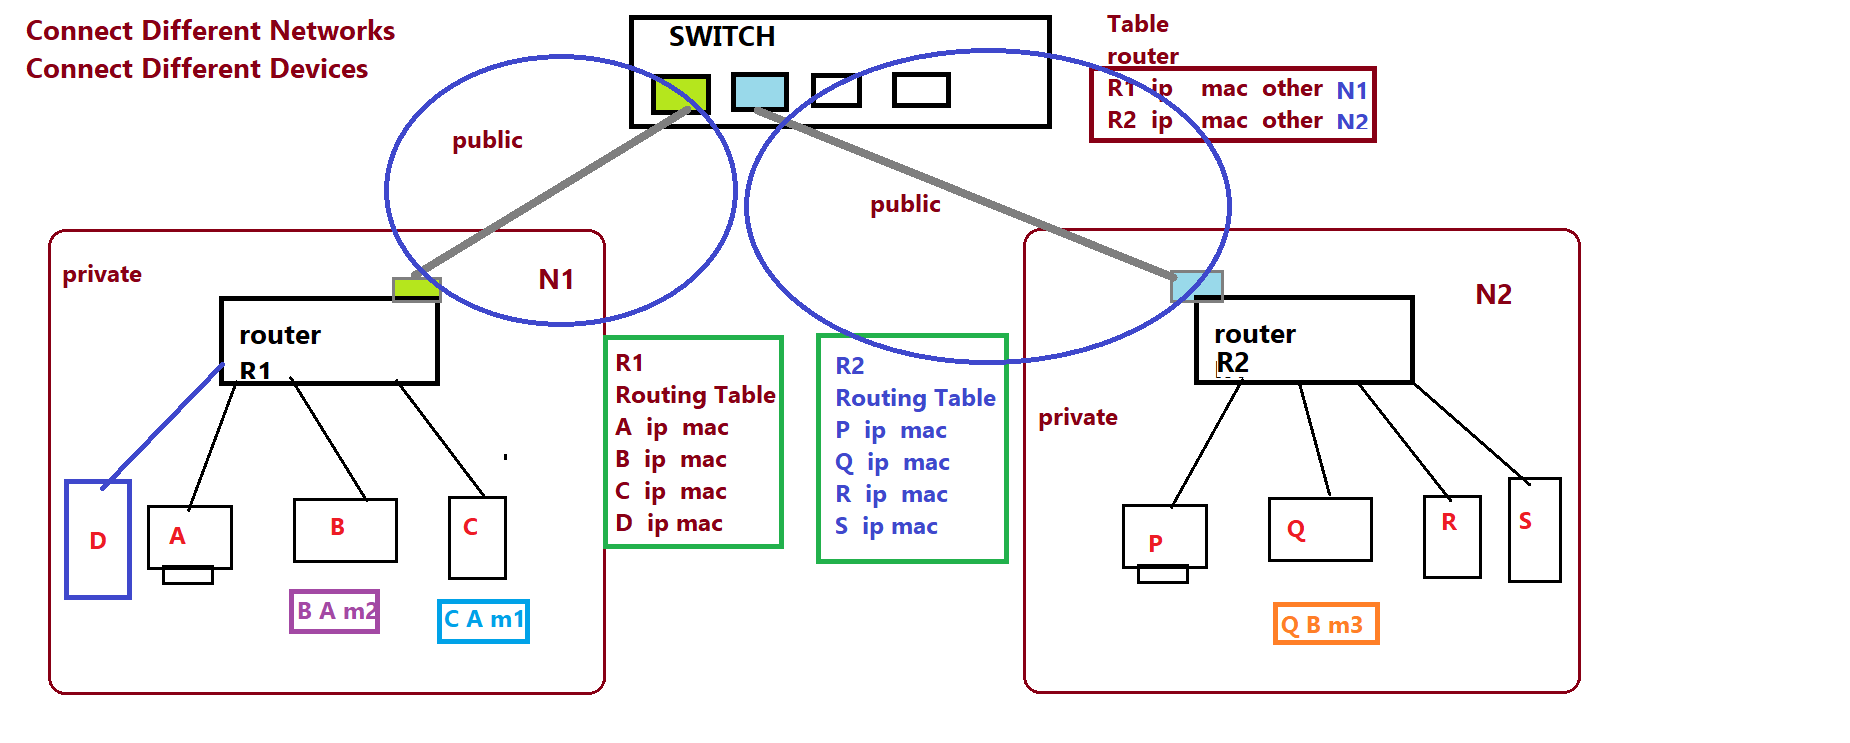 Connect Different Networks
Connect Different Devices
SWITCH
Table
router
R1 ip mac other N1
R2 ip mac other N2
public
public
private
N1
router
R1
R1
Routing Table
A ip mac
B ip mac
C ip mac
D ip mac
R2
Routing Table
P ip mac
Q ip mac
R ip mac
S ip mac
N2
router
R2
private
D
A
B
C
B A m2
C A m1
P
Q
R
S
Q B m3